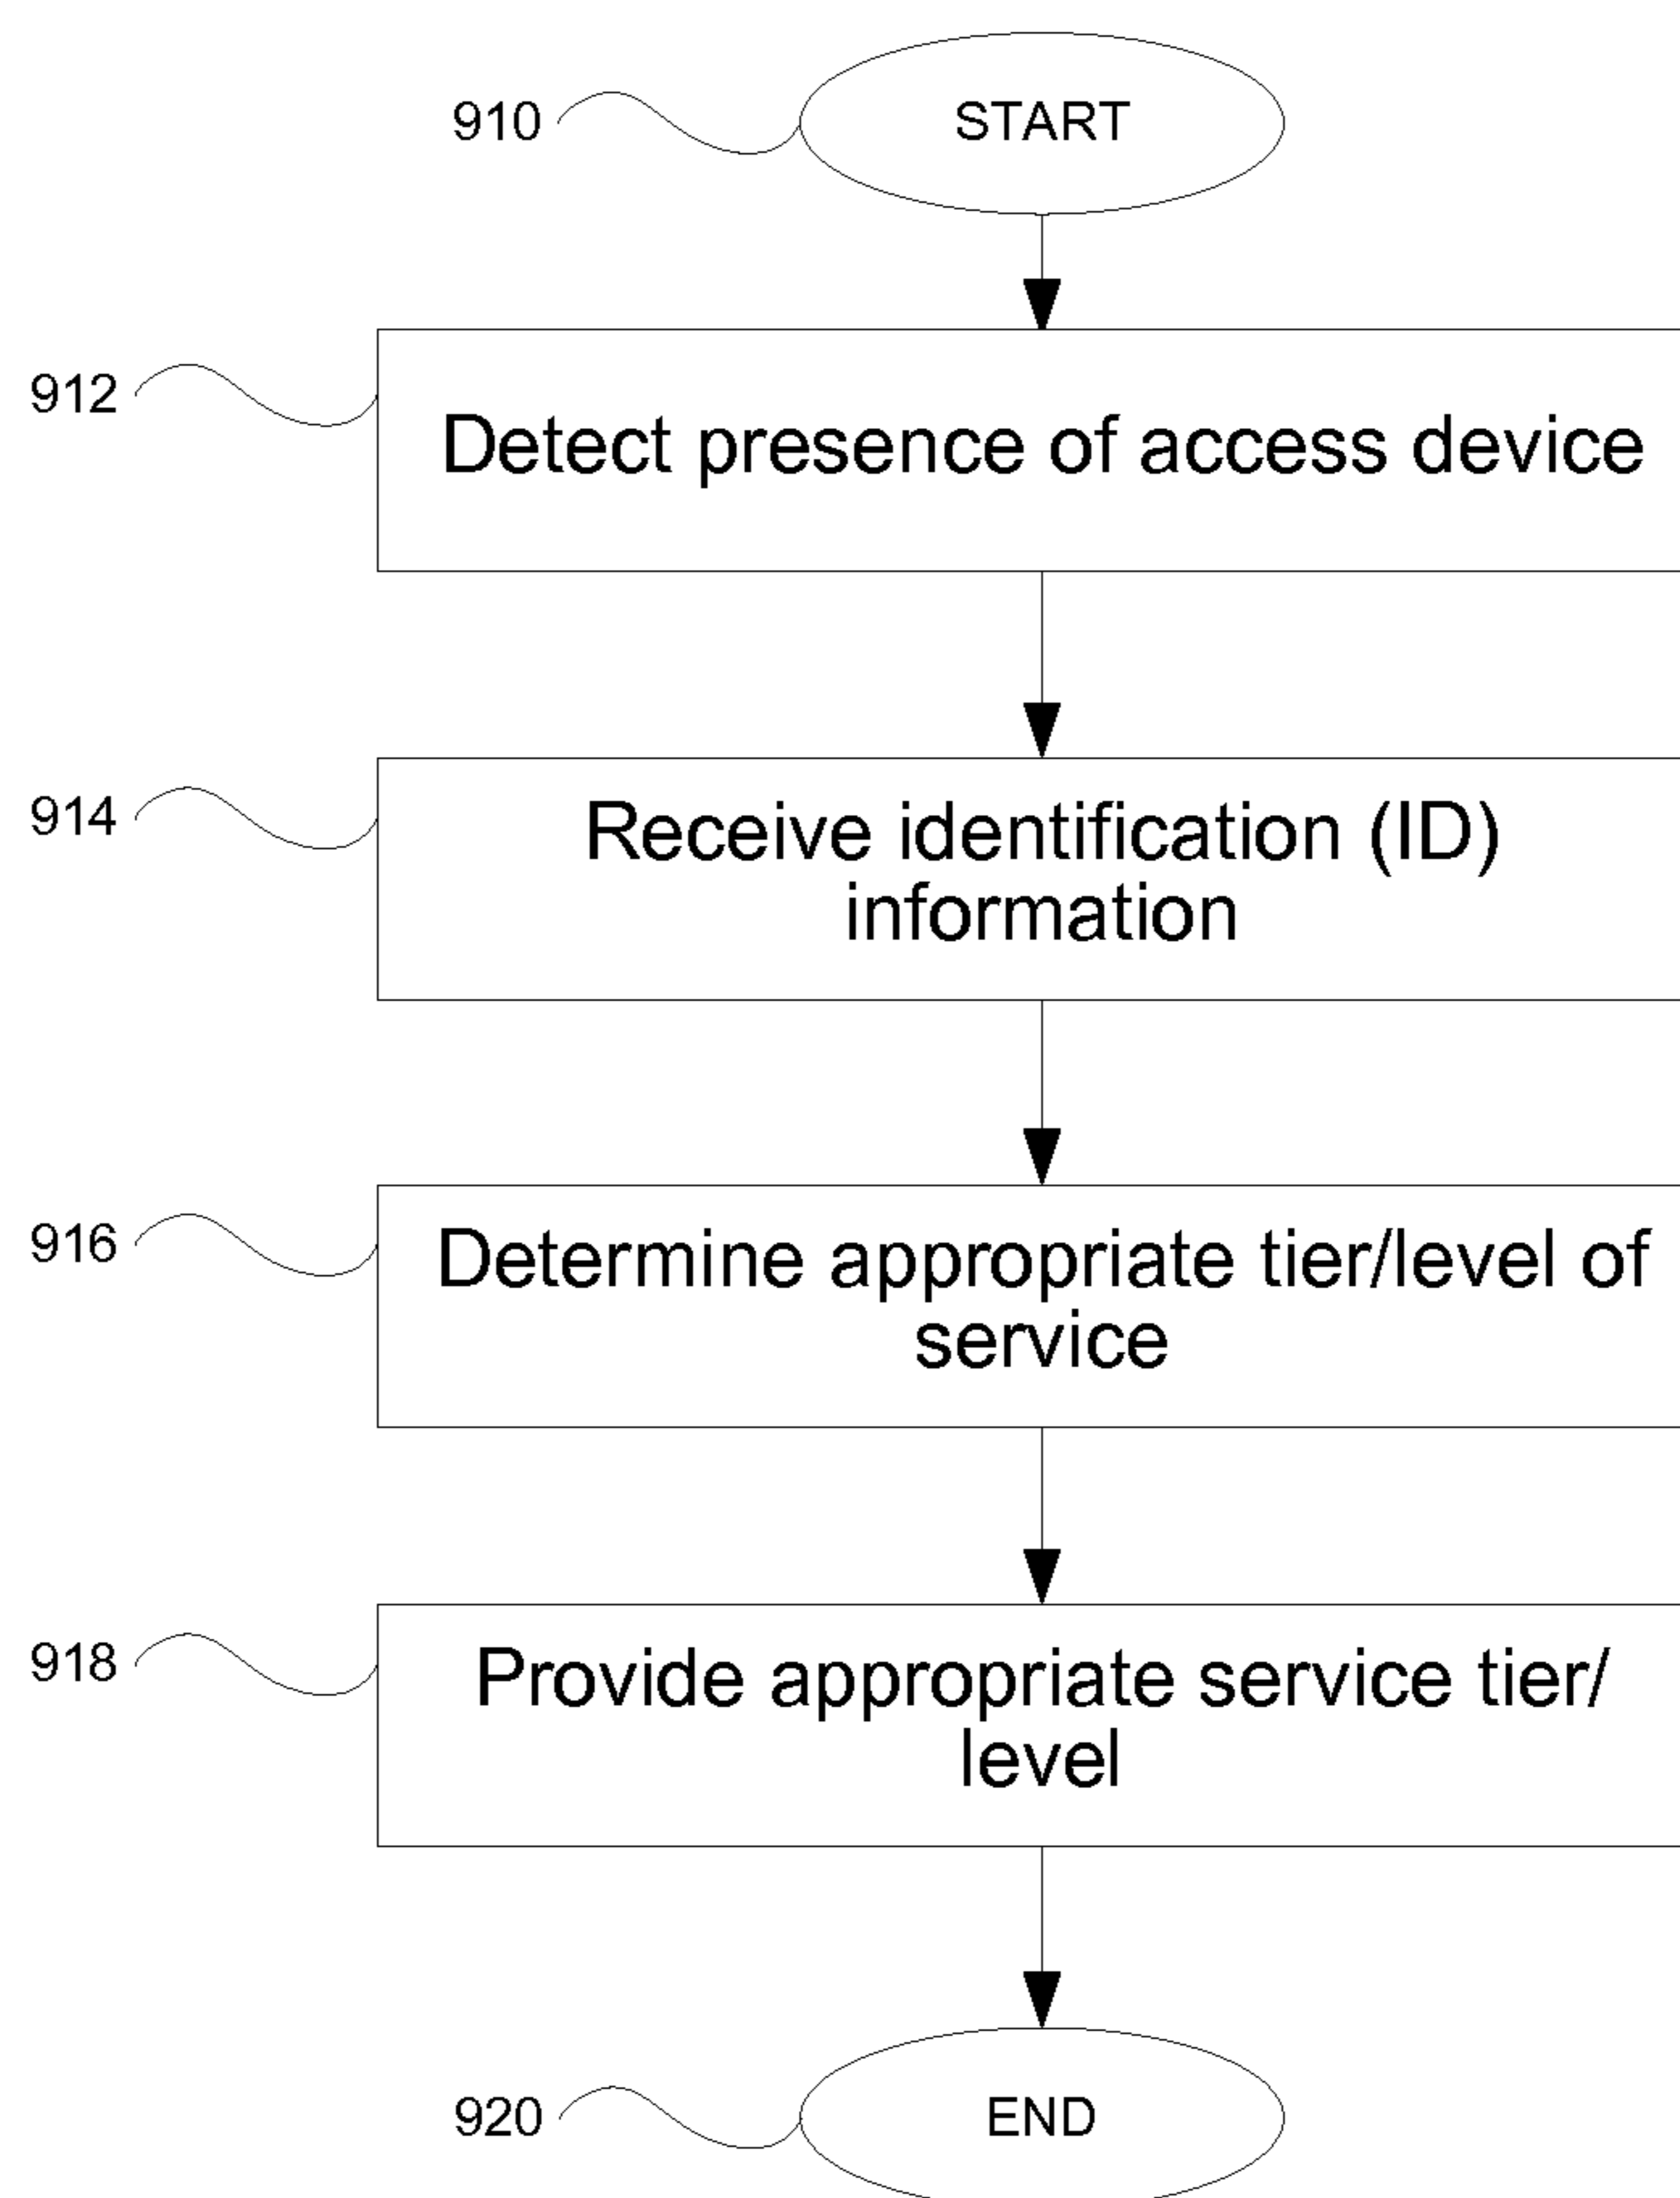 910
START
912
Detect presence of access device
914
Receive identification (ID)
information
916
Determine appropriate tier/level of
service
918
Provide appropriate service tier/
level
920
END